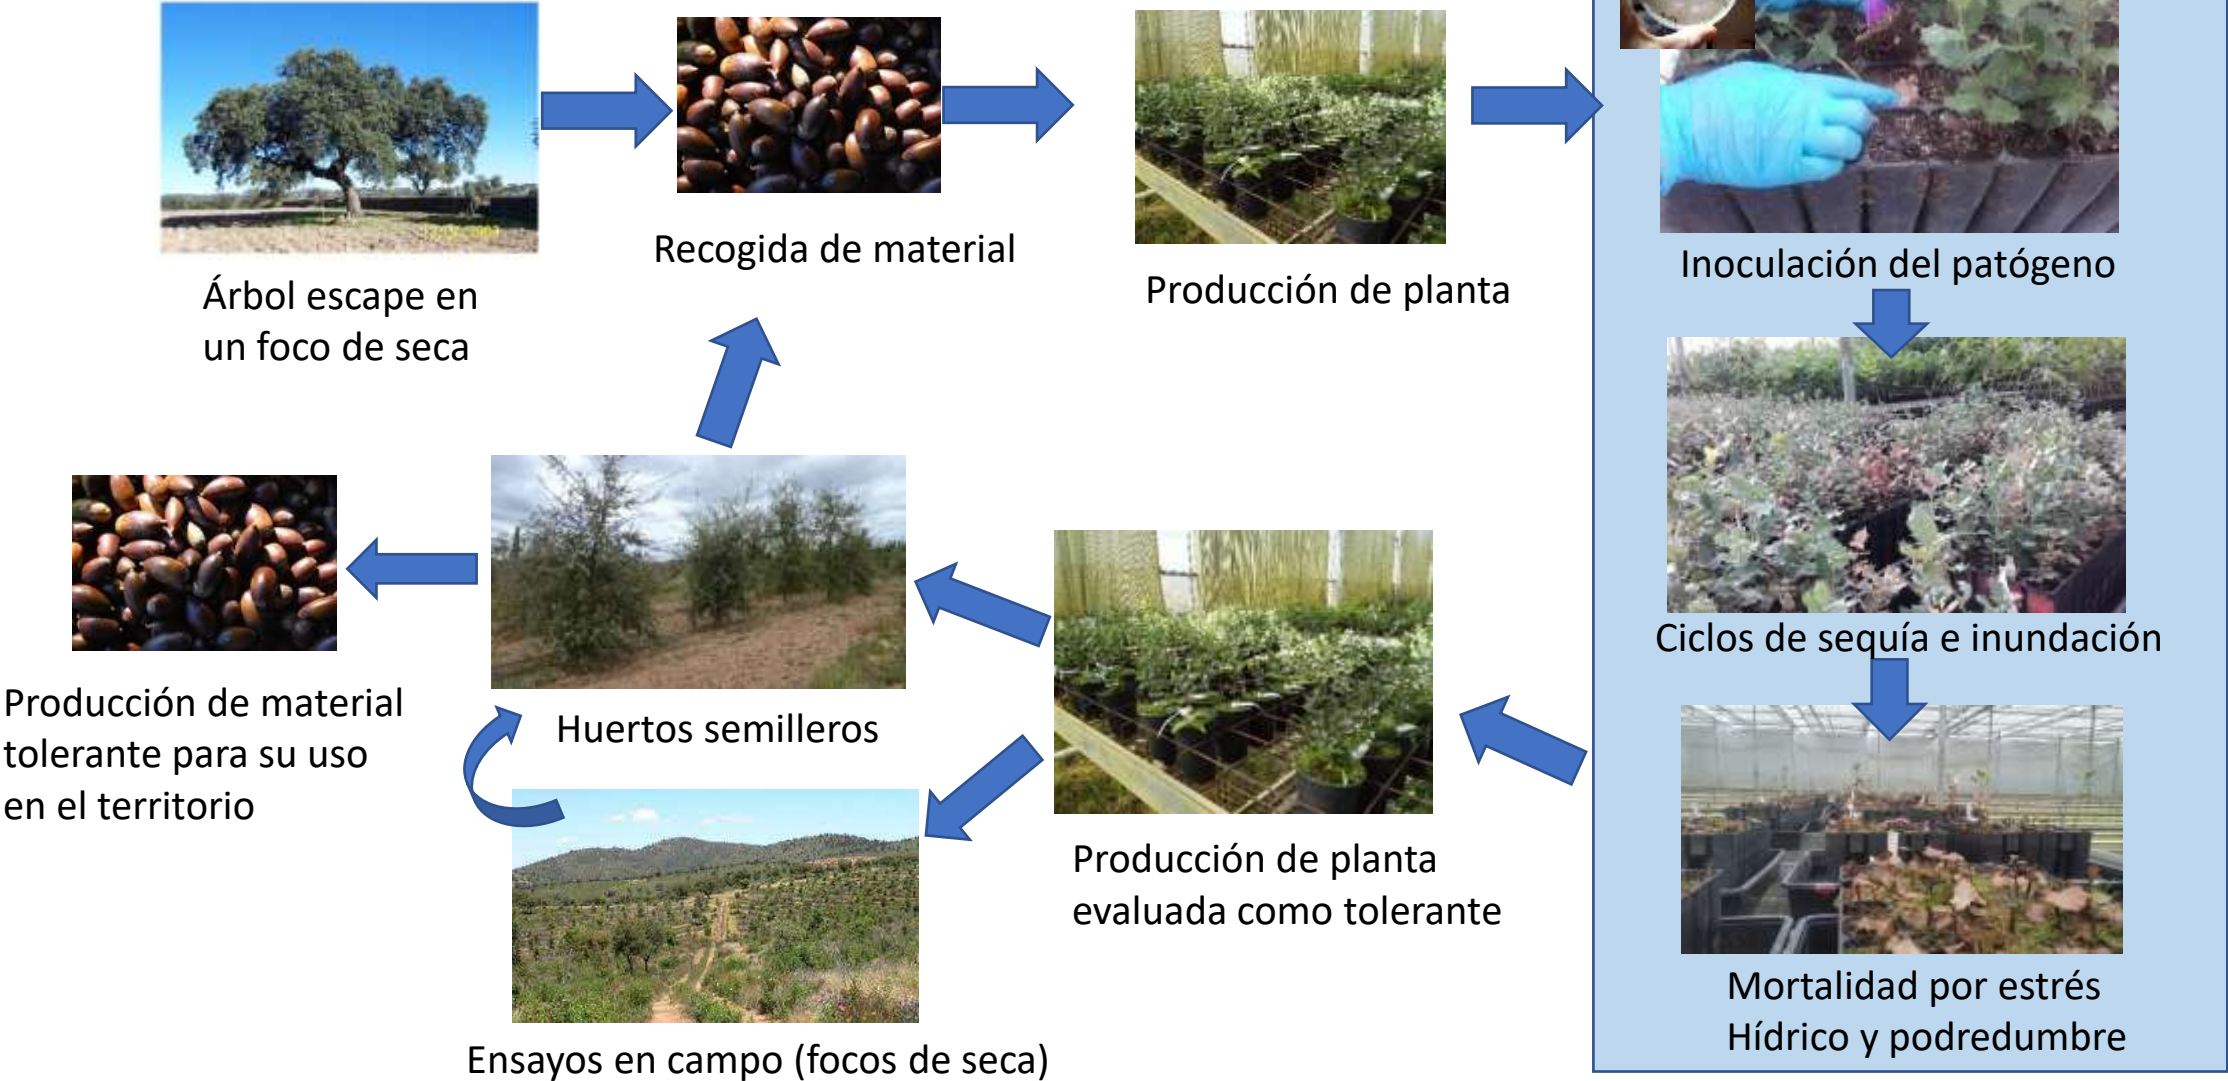 Árbol escape en
un foco de seca
Recogida de material
Producción de planta
Inoculación del patógeno
Ciclos de sequía e inundación
Mortalidad por estrés
Hídrico y podredumbre
Producción de planta
evaluada como tolerante
Huertos semilleros
Ensayos en campo (focos de seca)
Producción de material
tolerante para su uso
en el territorio